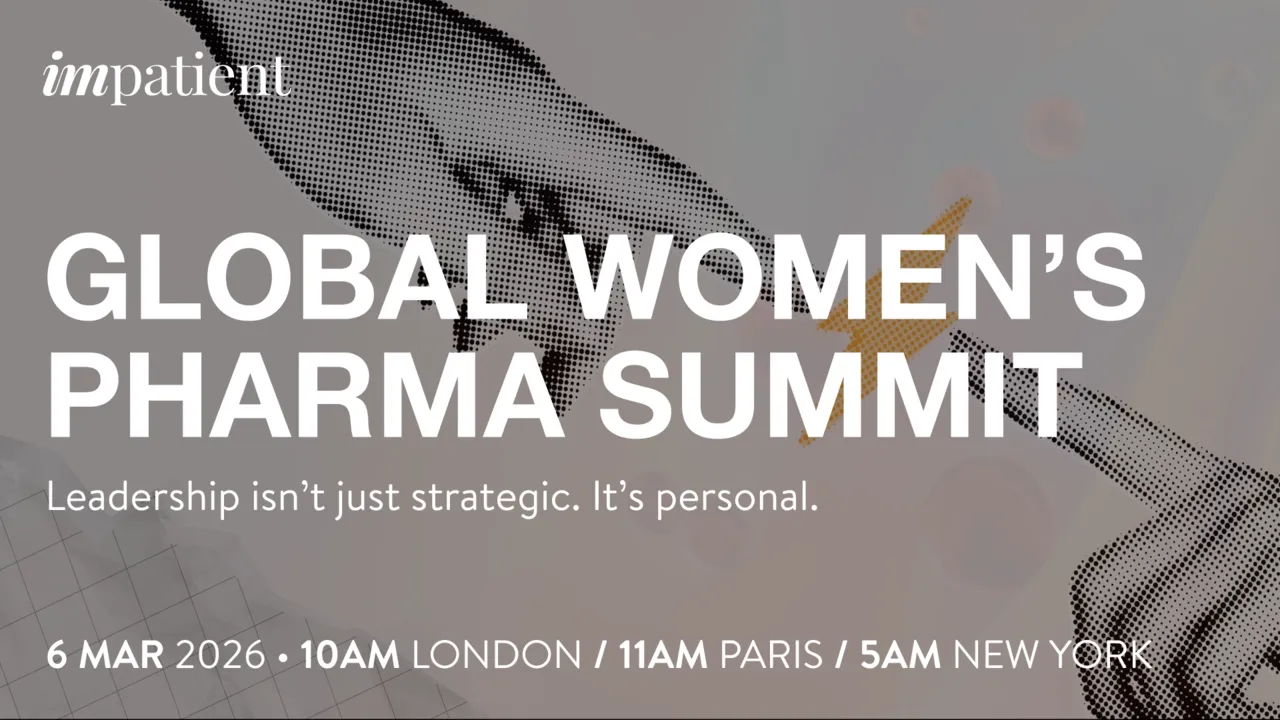 impatient
GLOBAL WOMEN’S
PHARMA SUMMIT
Leadership isn’t just strategic. It’s personal.
6 MAR 2026 • 10AM LONDON / 11AM PARIS / 5AM NEW YORK